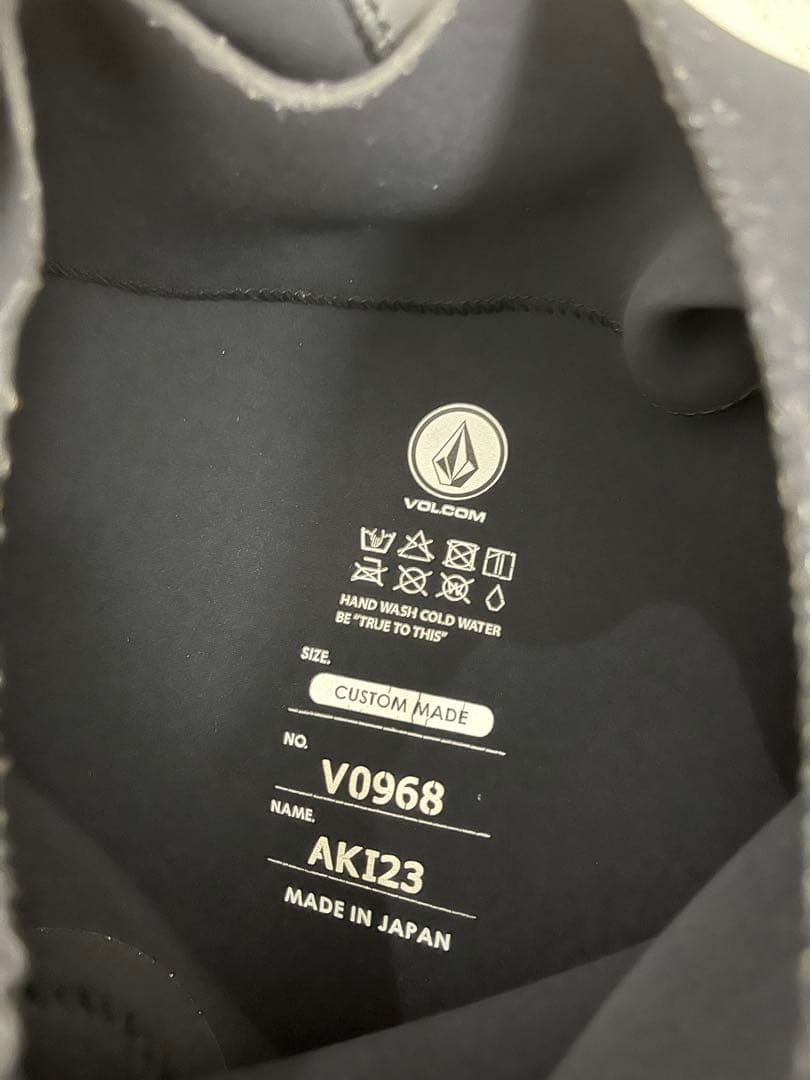 VOLCOM
HAND WASH COLD WATER
BE "TRUE TO THIS"
SIZE.
CUSTOM MADE
NO.
V0968
NAME.
AKI23
MADE IN JAPAN